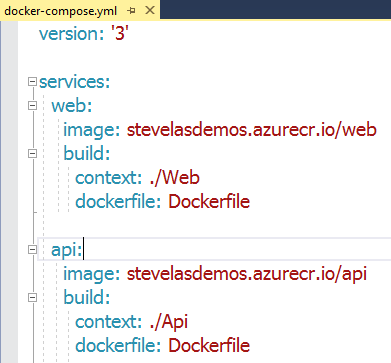 docker-compose.yml
version: '3'
services:
web:
image: stevelasdemos.azurecr.io/web
build:
context: ./Web
dockerfile: Dockerfile
api:
image: stevelasdemos.azurecr.io/api
build:
context: ./Api
dockerfile: Dockerfile